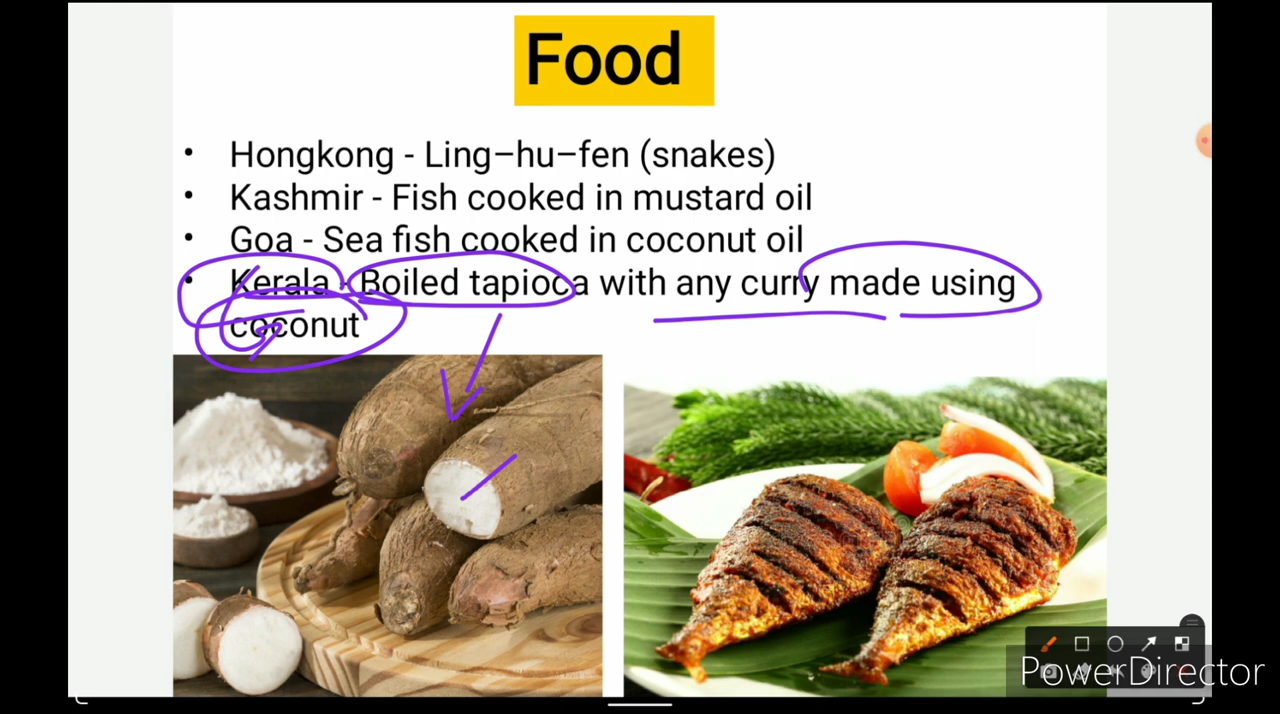 Food
• Hongkong - Ling–hu–fen (snakes)
• Kashmir - Fish cooked in mustard oil
• Goa - Sea fish cooked in coconut oil
• Kerala - Boiled tapioca with any curry made using
coconut
PowerDirector